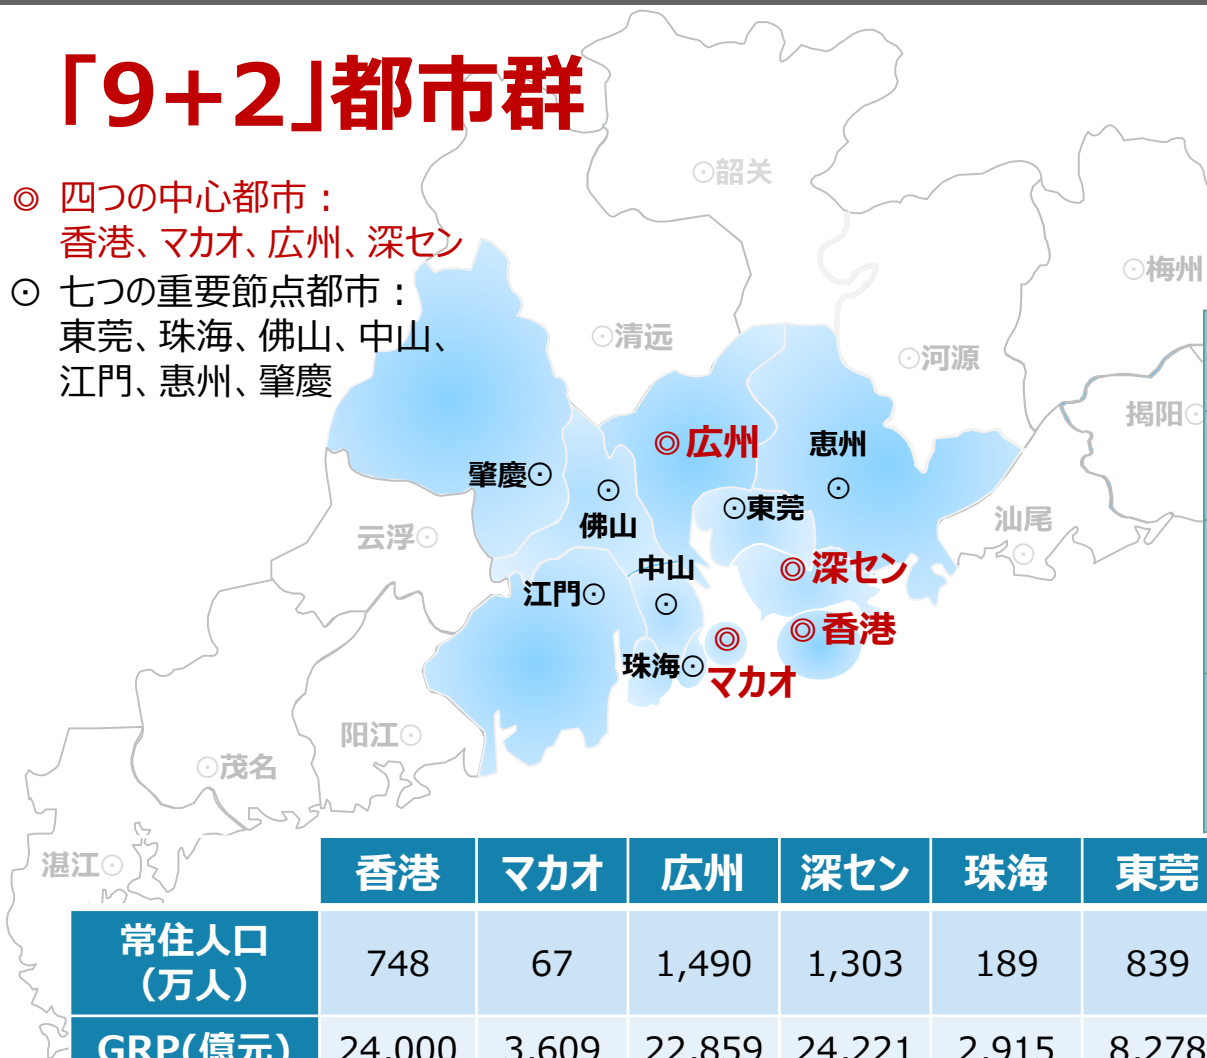 「9+2」都市群
◎ 四つの中心都市：
香港、マカオ、広州、深セン
⊙ 七つの重要節点都市：
東莞、珠海、佛山、中山、
江門、惠州、肇慶
⊙韶关
⊙梅州
⊙清远
⊙河源
揭阳⊙
◎広州
恵州
⊙
肇慶⊙
⊙
佛山
⊙東莞
汕尾
⊙
云浮⊙
中山
⊙
◎深セン
江門⊙
◎
マカオ
◎香港
珠海⊙
阳江⊙
⊙茂名
湛江⊙
香港 マカオ 広州 深セン 珠海 東莞
常住人口
（万人） 748 67 1,490 1,303 189 839
GRP(億元) 24,000 3,609 22,859 24,221 2,915 8,278